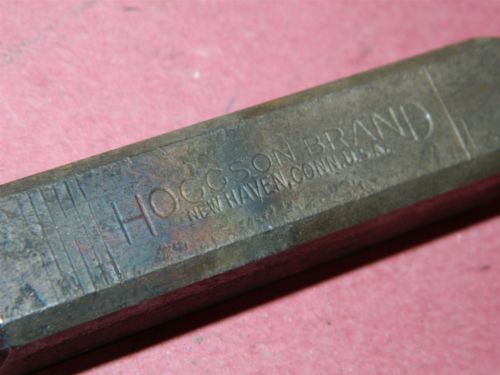 HOGGSON BRAND
NEW HAVEN, CONN. U.S.A.